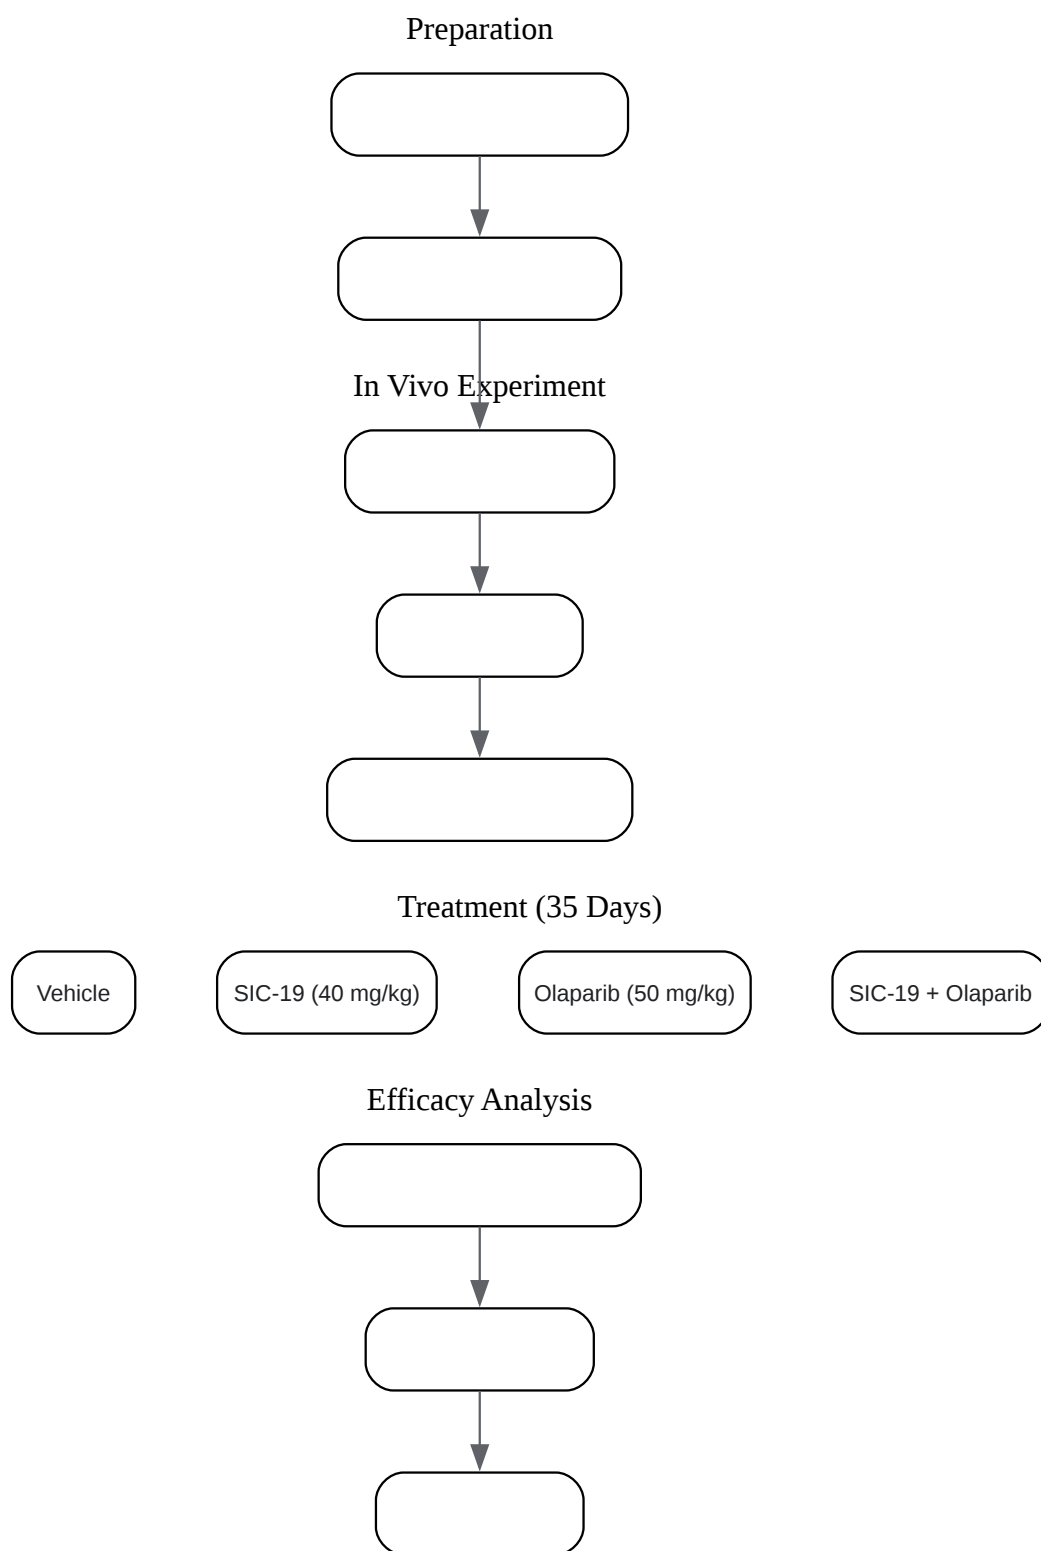 Preparation
In Vivo Experiment
Treatment (35 Days)
Vehicle
SIC-19 (40 mg/kg)
Olaparib (50 mg/kg)
SIC-19 + Olaparib
Efficacy Analysis